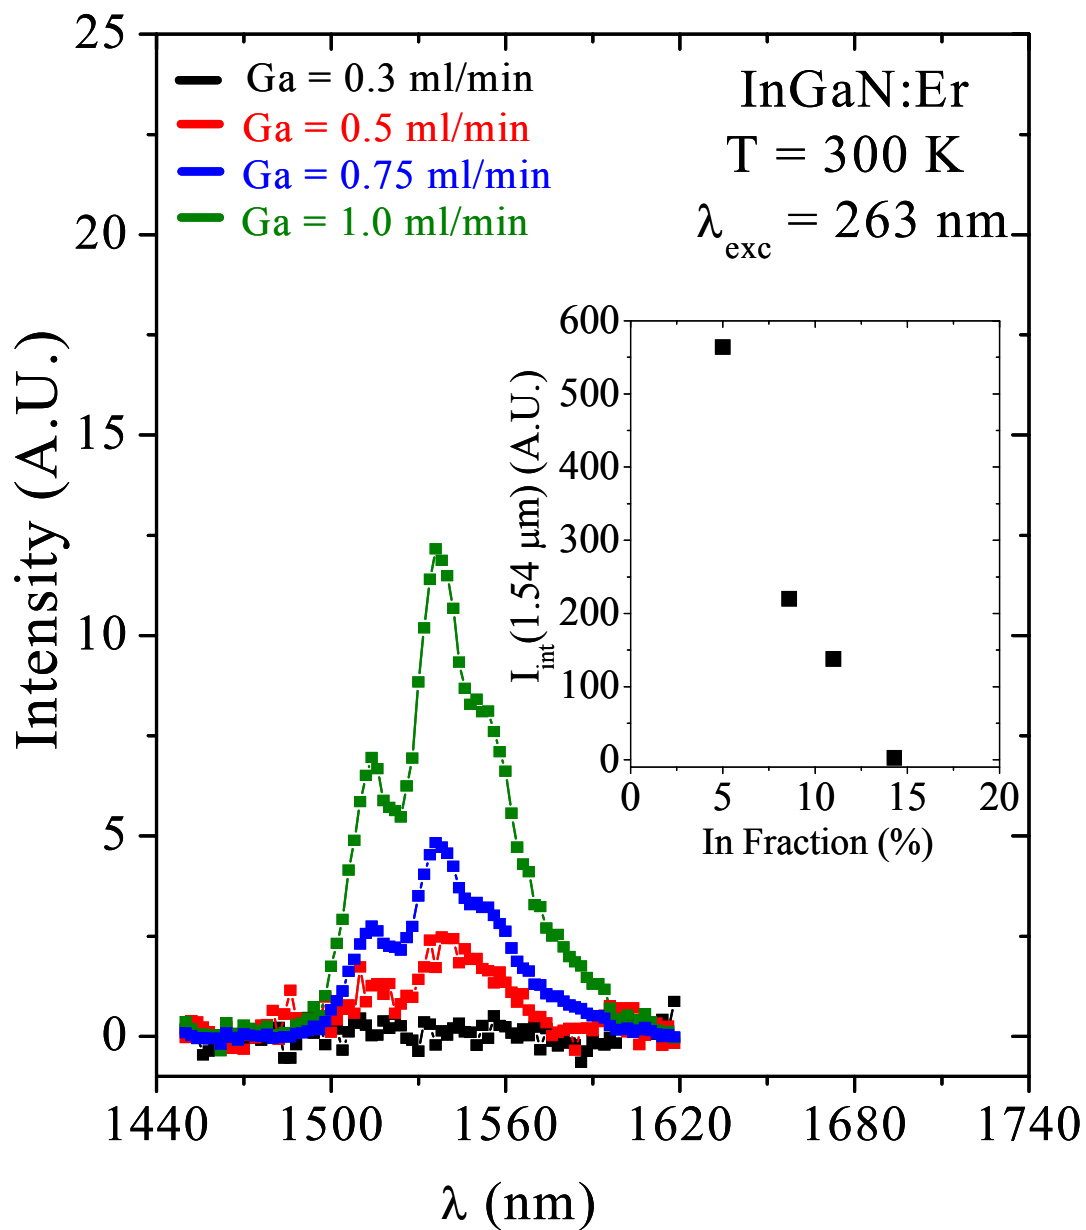 25
20
15
10
5
0
Intensity (A.U.)
Ga = 0.3 ml/min
Ga = 0.5 ml/min
Ga = 0.75 ml/min
Ga = 1.0 ml/min
InGaN:Er
T = 300 K
λexc = 263 nm
600
500
400
300
200
100
0
Iint(1.54 μm) (A.U.)
0 5 10 15 20
In Fraction (%)
1440 1500 1560 1620 1680 1740
λ (nm)